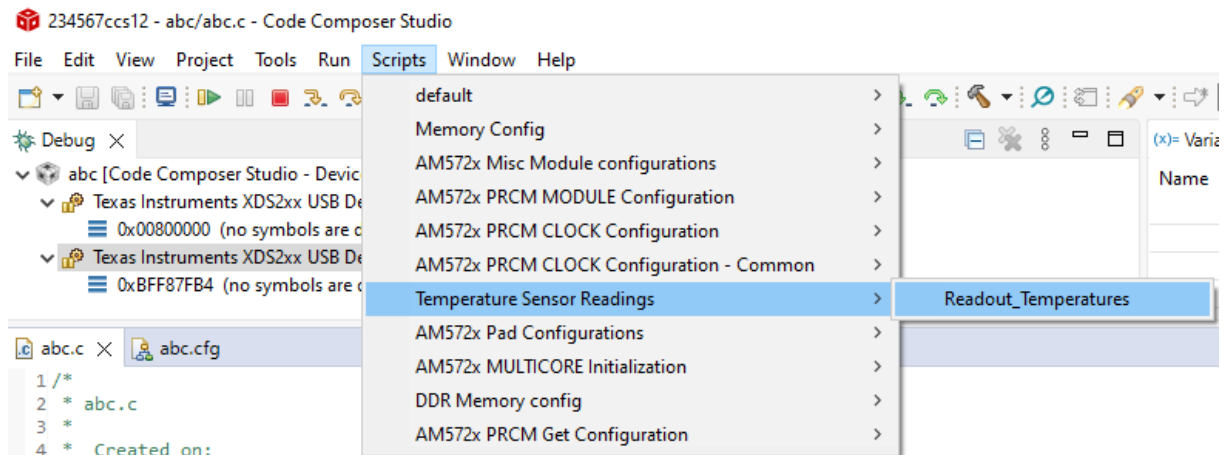 234567ccs12 - abc/abc.c - Code Composer Studio
File Edit View Project Tools Run Scripts Window Help
default
Memory Config
AM572x Misc Module configurations
AM572x PRCM MODULE Configuration
AM572x PRCM CLOCK Configuration
AM572x PRCM CLOCK Configuration - Common
Temperature Sensor Readings
Readout_Temperatures
AM572x Pad Configurations
AM572x MULTICORE Initialization
DDR Memory config
AM572x PRCM Get Configuration
Debug
abc [Code Composer Studio - Devic
Texas Instruments XDS2xx USB De
0x00800000 (no symbols are d
Texas Instruments XDS2xx USB De
0xBFF87FB4 (no symbols are d
(x)= Varia
Name
abc.c abc.cfg
1 /*
2 * abc.c
3 *
4 * Created on: